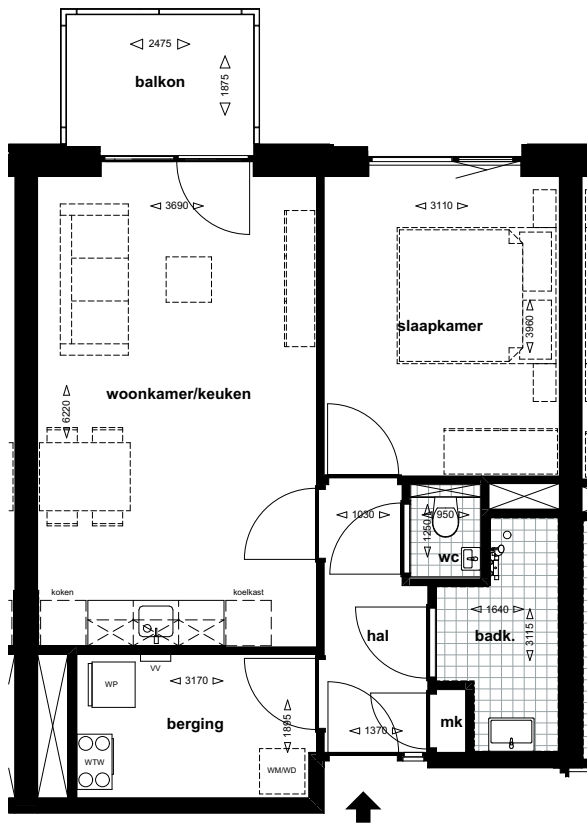 2475
balkon
1875
3690
3110
slaapkamer
3960
woonkamer/keuken
6220
1030
950
1250
wc
koken
koelkast
hal
1640
badk.
3115
VV
WP
3170
berging
1895
1370
mk
WTW
WM/WD